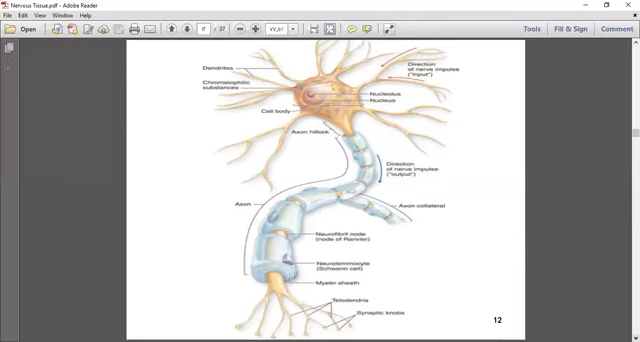 Nervous Tissue.pdf - Adobe Reader
File Edit View Window Help
Open
/ 37
Tools
Fill & Sign
Comment
Dendrites
Chromatophilic
substances
Cell body
Axon hillock
Direction
of nerve impulse
("input")
Nucleolus
Nucleus
Direction
of nerve impulse
("output")
Axon
Axon collateral
Neurofibril node
(node of Ranvier)
Neurolemmocyte
(Schwann cell)
Myelin sheath
Telodendria
Synaptic knobs
12